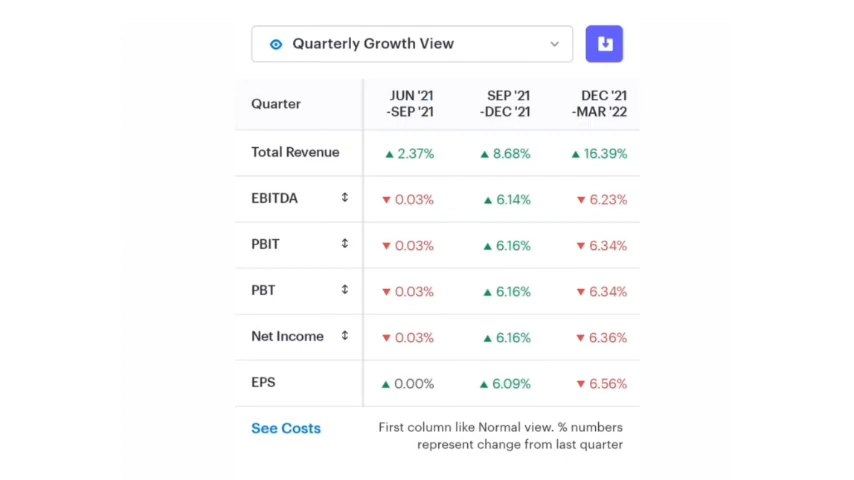 Quarterly Growth View
Quarter JUN '21 -SEP '21 SEP '21 -DEC '21 DEC '21 -MAR '22
Total Revenue ▲ 2.37% ▲ 8.68% ▲ 16.39%
EBITDA ▼ 0.03% ▲ 6.14% ▼ 6.23%
PBIT ▼ 0.03% ▲ 6.16% ▼ 6.34%
PBT ▼ 0.03% ▲ 6.16% ▼ 6.34%
Net Income ▼ 0.03% ▲ 6.16% ▼ 6.36%
EPS ▲ 0.00% ▲ 6.09% ▼ 6.56%
See Costs
First column like Normal view. % numbers
represent change from last quarter